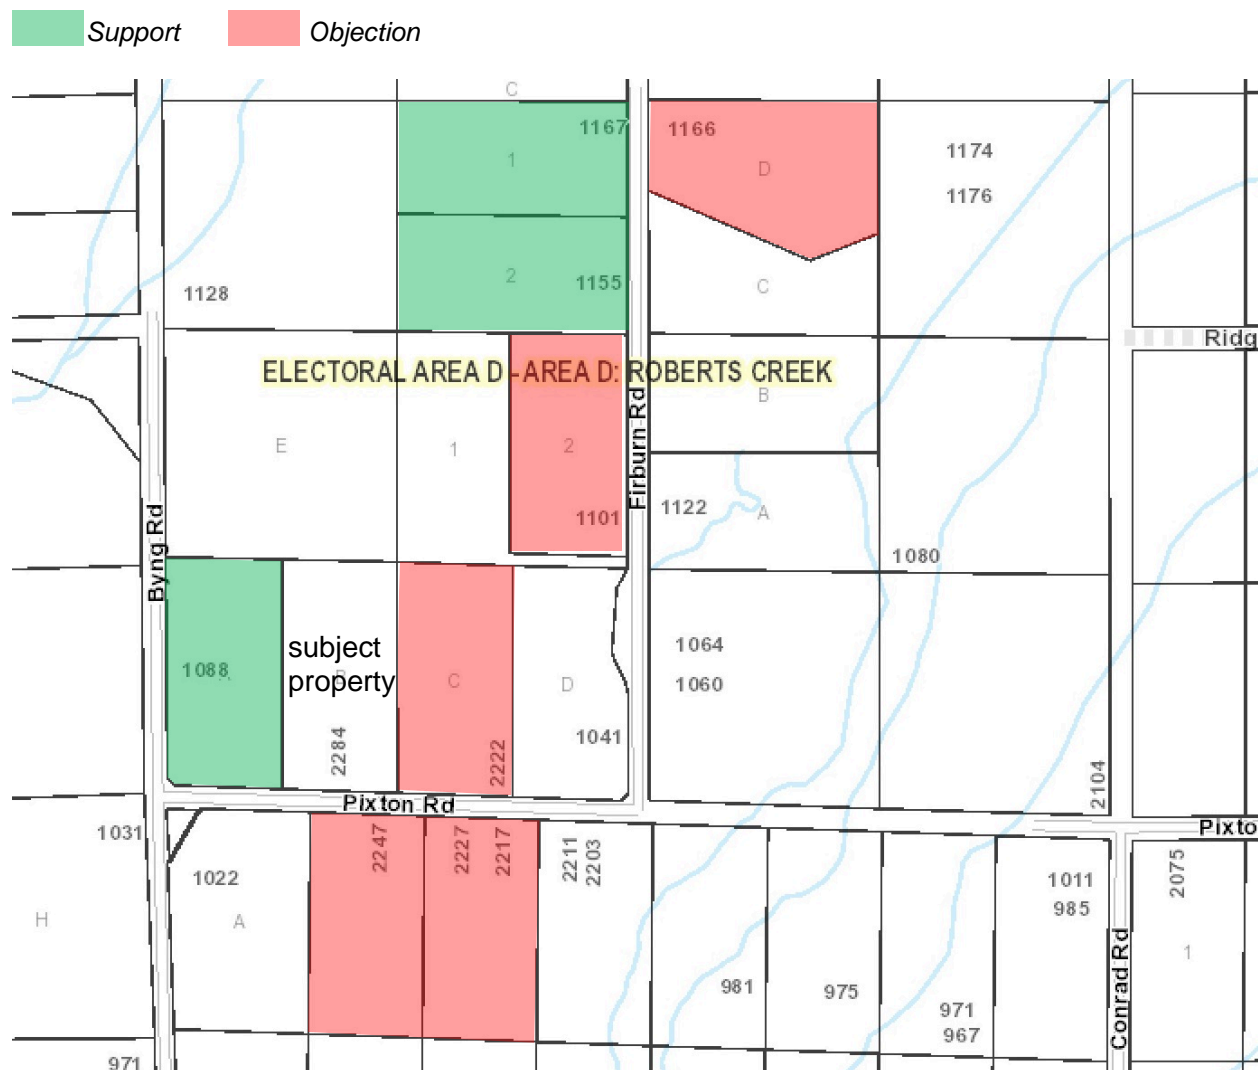 Support
Objection
C
1167
1
1166
D
1174
1176
2
1155
1128
C
Ridg
ELECTORAL AREA D - AREA D: ROBERTS CREEK
B
E
1
2
1101
Firburn Rd
1122
A
1080
Byng Rd
1088
subject
property
2284
C
2222
D
1041
1064
1060
2104
Pixton Rd
Pixto
1031
1022
A
H
2247
2227
2217
2211
2203
1011
985
2075
1
981
975
971
967
Conrad Rd
971